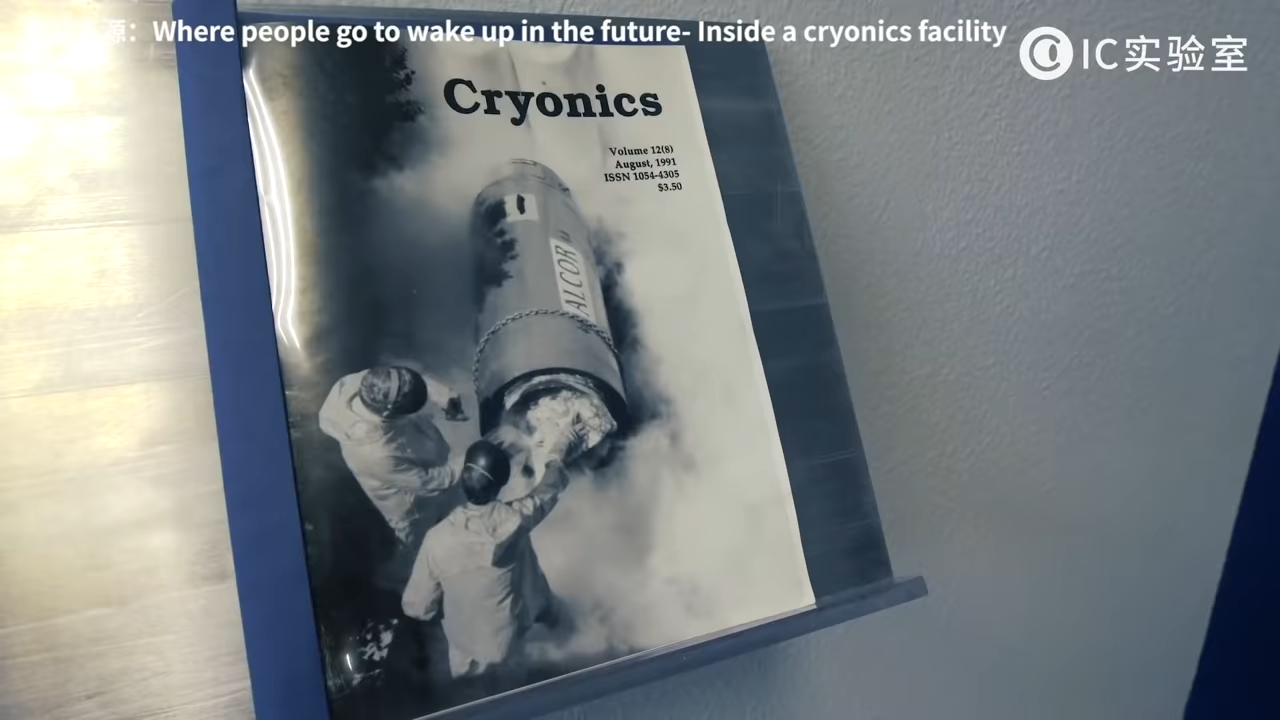 源：Where people go to wake up in the future- Inside a cryonics facility
IC实验室
Cryonics
Volume 12(8)
August, 1991
ISSN 1054-4305
$3.50
ALCOR